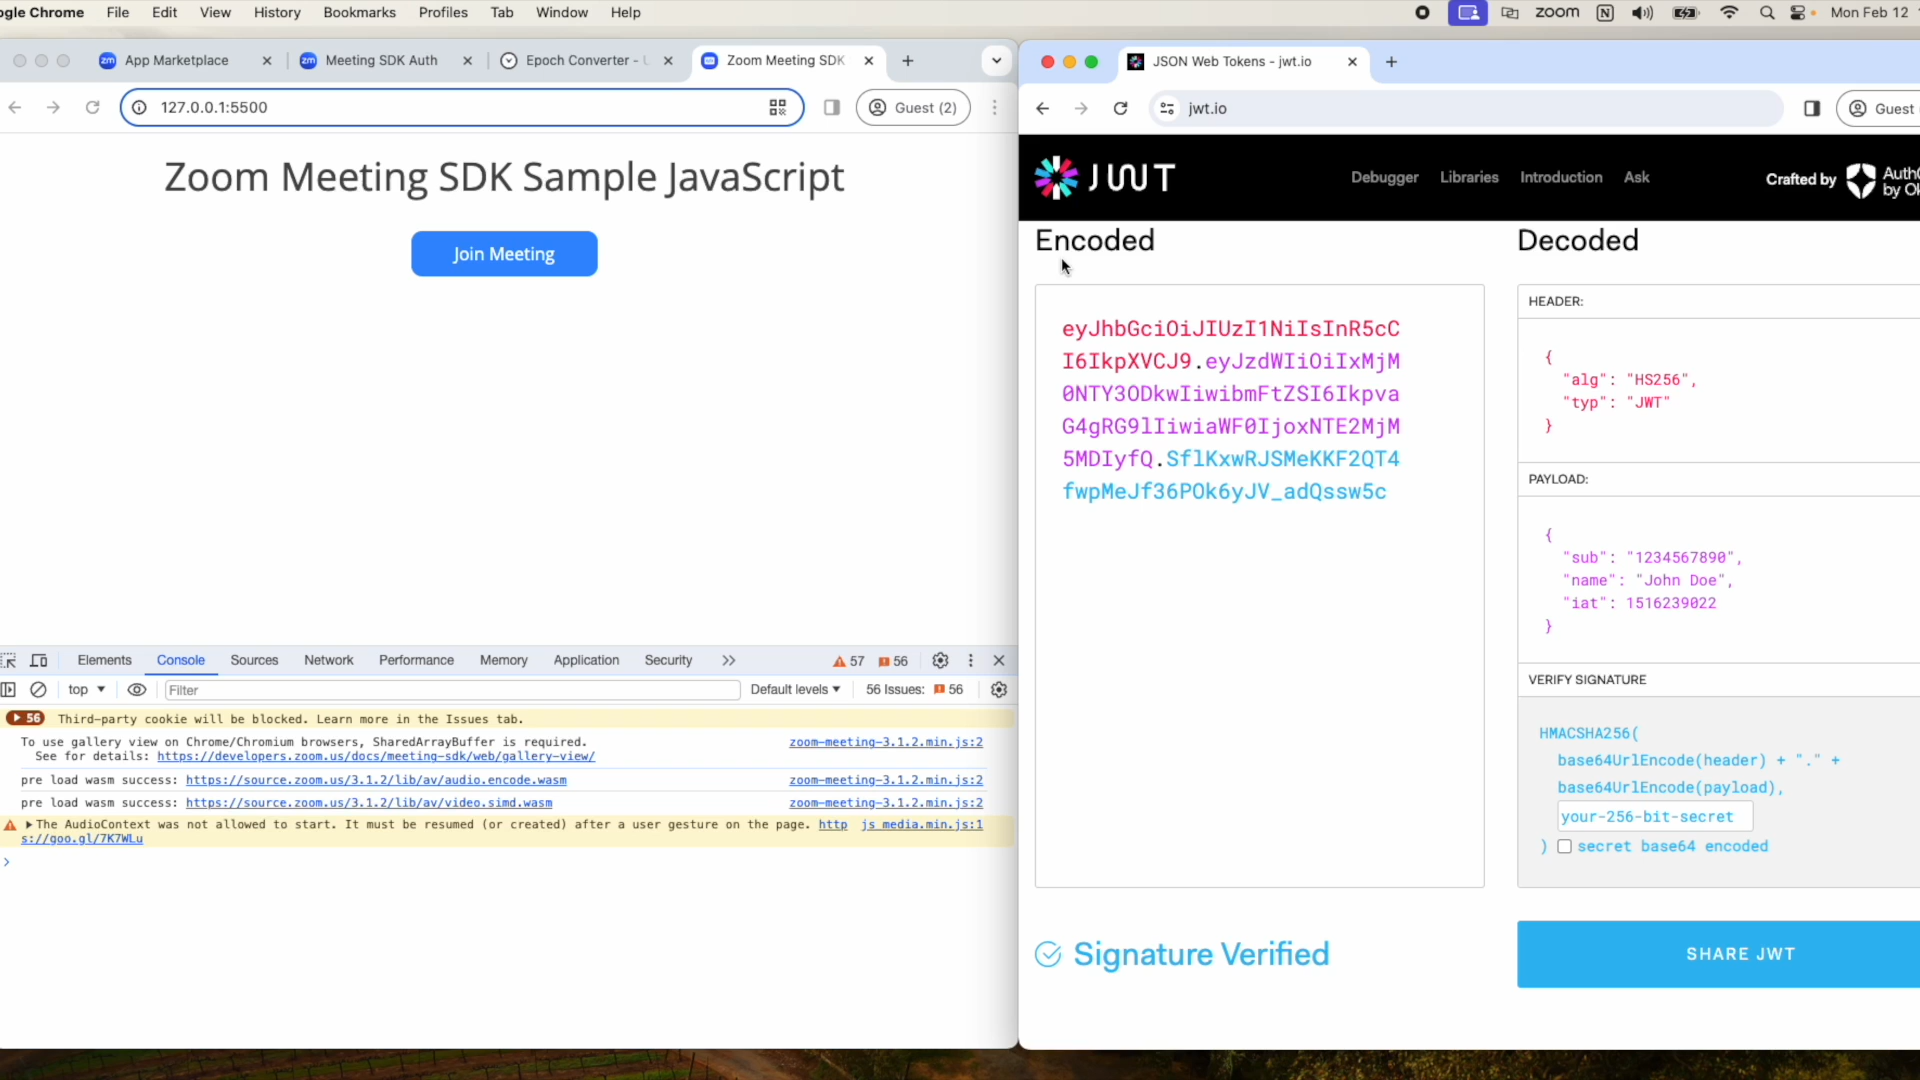 ogle Chrome File Edit View History Bookmarks Profiles Tab Window Help zoom Mon Feb 12
App Marketplace Meeting SDK Auth Epoch Converter - Zoom Meeting SDK
127.0.0.1:5500 Guest (2)
Zoom Meeting SDK Sample JavaScript
Join Meeting
Elements Console Sources Network Performance Memory Application Security 57 56
top Filter Default levels 56 Issues: 56
56 Third-party cookie will be blocked. Learn more in the Issues tab.
To use gallery view on Chrome/Chromium browsers, SharedArrayBuffer is required. zoom-meeting-3.1.2.min.js:2
See for details: https://developers.zoom.us/docs/meeting-sdk/web/gallery-view/
pre load wasm success: https://source.zoom.us/3.1.2/lib/av/audio.encode.wasm zoom-meeting-3.1.2.min.js:2
pre load wasm success: https://source.zoom.us/3.1.2/lib/av/video.simd.wasm zoom-meeting-3.1.2.min.js:2
The AudioContext was not allowed to start. It must be resumed (or created) after a user gesture on the page. http js_media.min.js:1
s://goo.gl/7K7WLu
JSON Web Tokens - jwt.io
jwt.io Guest
JWT Debugger Libraries Introduction Ask Crafted by Auth0
by Ok
Encoded
eyJhbGciOiJIUzI1NiIsInR5cC
I6IkpXVCJ9.eyJzdWIiOiIxMjM
0NTY3ODkwIiwibmFtZSI6Ikpva
G4gRG9lIiwiaWF0IjoxNTE2MjM
5MDIyfQ.SflKxwRJSMeKKF2QT4
fwpMeJf36POk6yJV_adQssw5c
Signature Verified
Decoded
HEADER:
{
"alg": "HS256",
"typ": "JWT"
}
PAYLOAD:
{
"sub": "1234567890",
"name": "John Doe",
"iat": 1516239022
}
VERIFY SIGNATURE
HMACSHA256(
base64UrlEncode(header) + "." +
base64UrlEncode(payload),
your-256-bit-secret
) secret base64 encoded
SHARE JWT